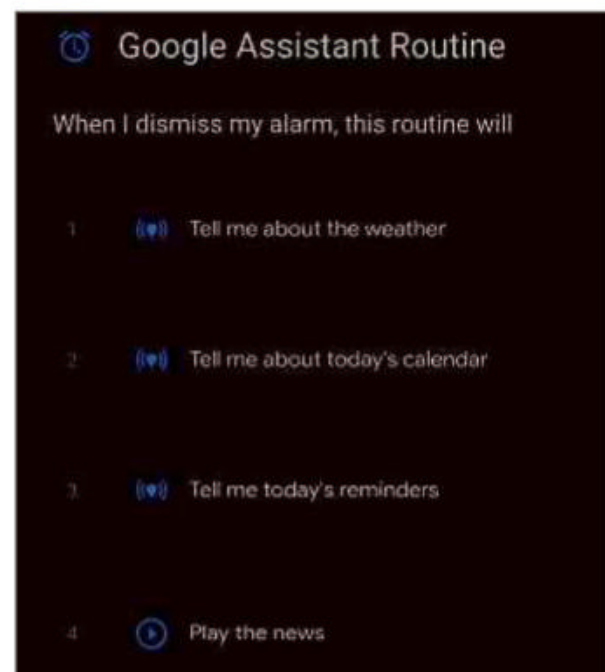 Google Assistant Routine
When I dismiss my alarm, this routine will
1 Tell me about the weather
2 Tell me about today's calendar
3 Tell me today's reminders
4 Play the news